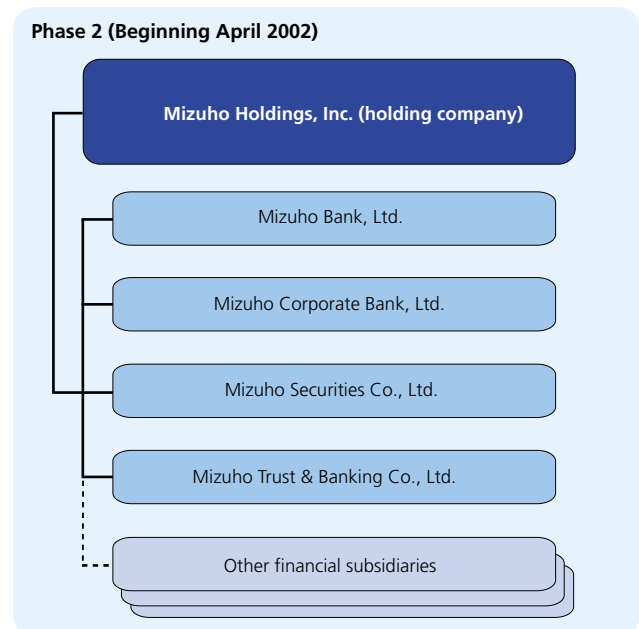 Phase 2 (Beginning April 2002)
Mizuho Holdings, Inc. (holding company)
Mizuho Bank, Ltd.
Mizuho Corporate Bank, Ltd.
Mizuho Securities Co., Ltd.
Mizuho Trust & Banking Co., Ltd.
Other financial subsidiaries